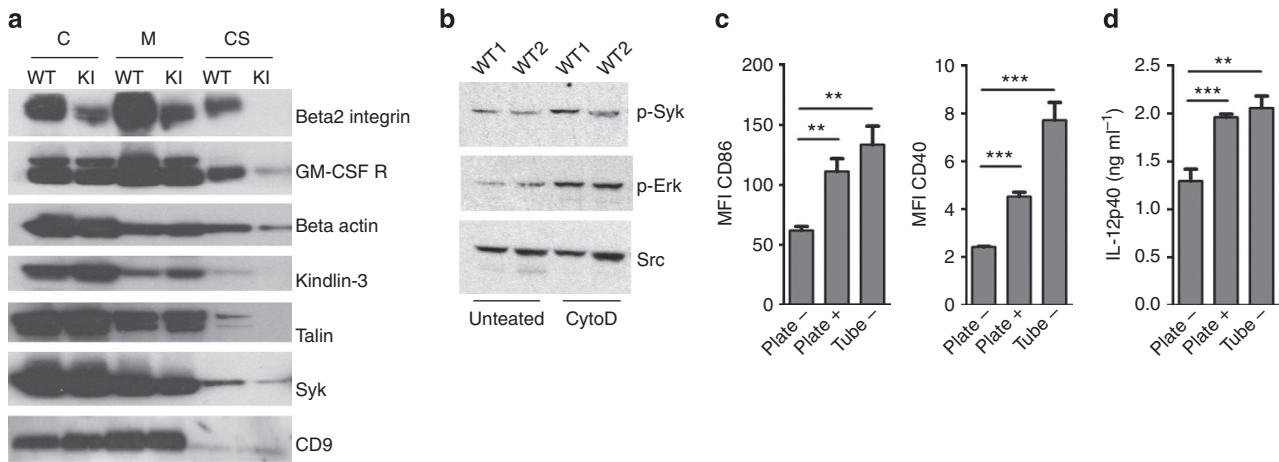 a
C M CS
WT KI WT KI WT KI
Beta2 integrin
GM-CSF R
Beta actin
Kindlin-3
Talin
Syk
CD9
b
WT1 WT2 WT1 WT2
p-Syk
p-Erk
Src
Unteated CytoD
c
MFI CD86
200
150
100
50
0
**
**
Plate – Plate + Tube –
MFI CD40
10
8
6
4
2
0
***
***
Plate – Plate + Tube –
d
IL-12p40 (ng ml⁻¹)
2.5
2.0
1.5
1.0
0.5
0.0
**
***
Plate – Plate + Tube –